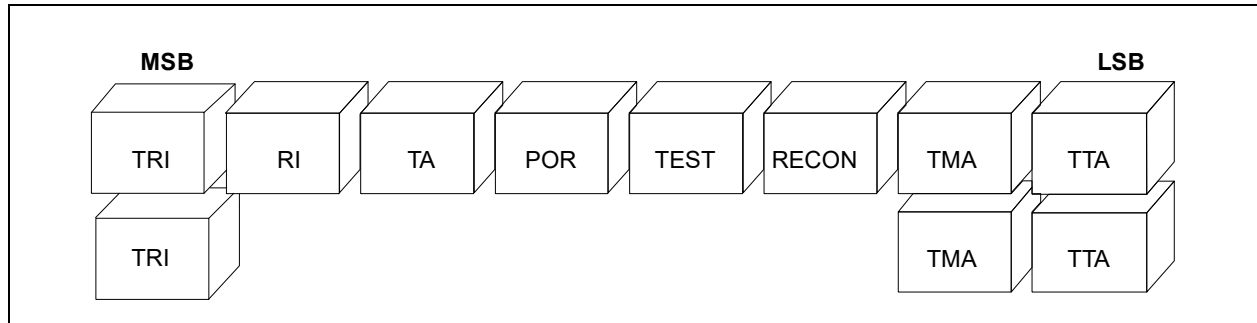 MSB LSB
TRI RI TA POR TEST RECON TMA TTA
TRI TMA TTA